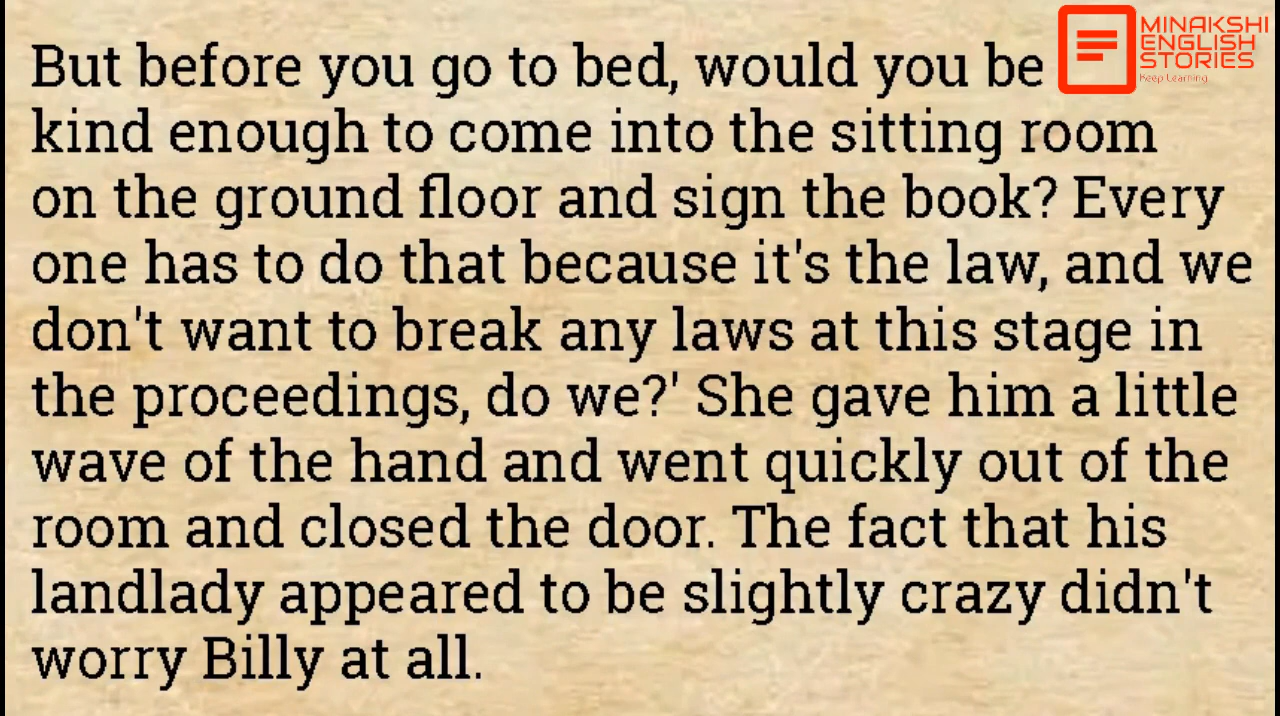 MINAKSHI
ENGLISH
STORIES
Keep Learning
But before you go to bed, would you be
kind enough to come into the sitting room
on the ground floor and sign the book? Every
one has to do that because it's the law, and we
don't want to break any laws at this stage in
the proceedings, do we?' She gave him a little
wave of the hand and went quickly out of the
room and closed the door. The fact that his
landlady appeared to be slightly crazy didn't
worry Billy at all.